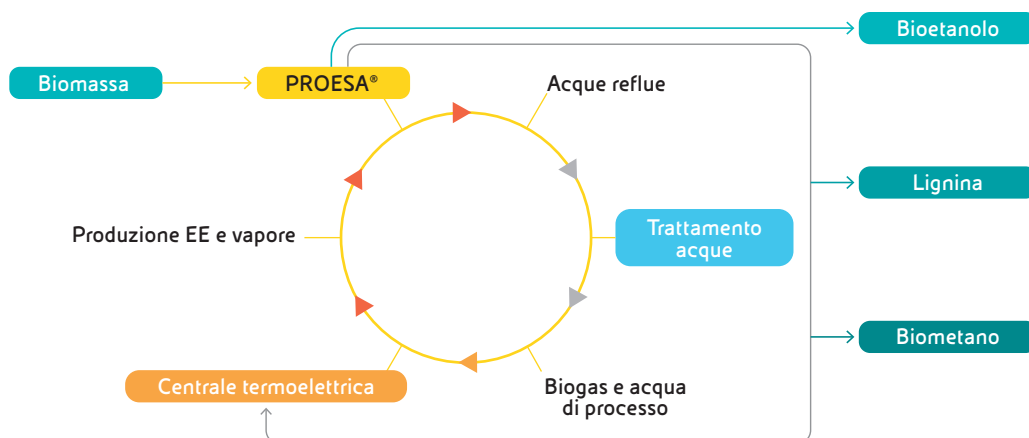 Bioetanolo
Biomassa
PROESA®
Acque reflue
Lignina
Produzione EE e vapore
Trattamento
acque
Biometano
Centrale termoelettrica
Biogas e acqua
di processo